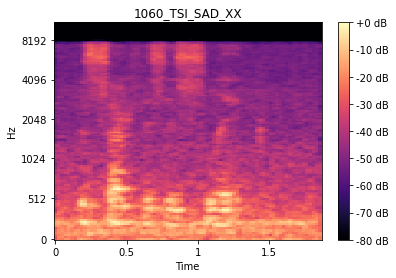 1060_TSI_SAD_XX
8192
4096
2048
1024
512
0
Hz
0
0.5
1
1.5
Time
+0 dB
-10 dB
-20 dB
-30 dB
-40 dB
-50 dB
-60 dB
-70 dB
-80 dB